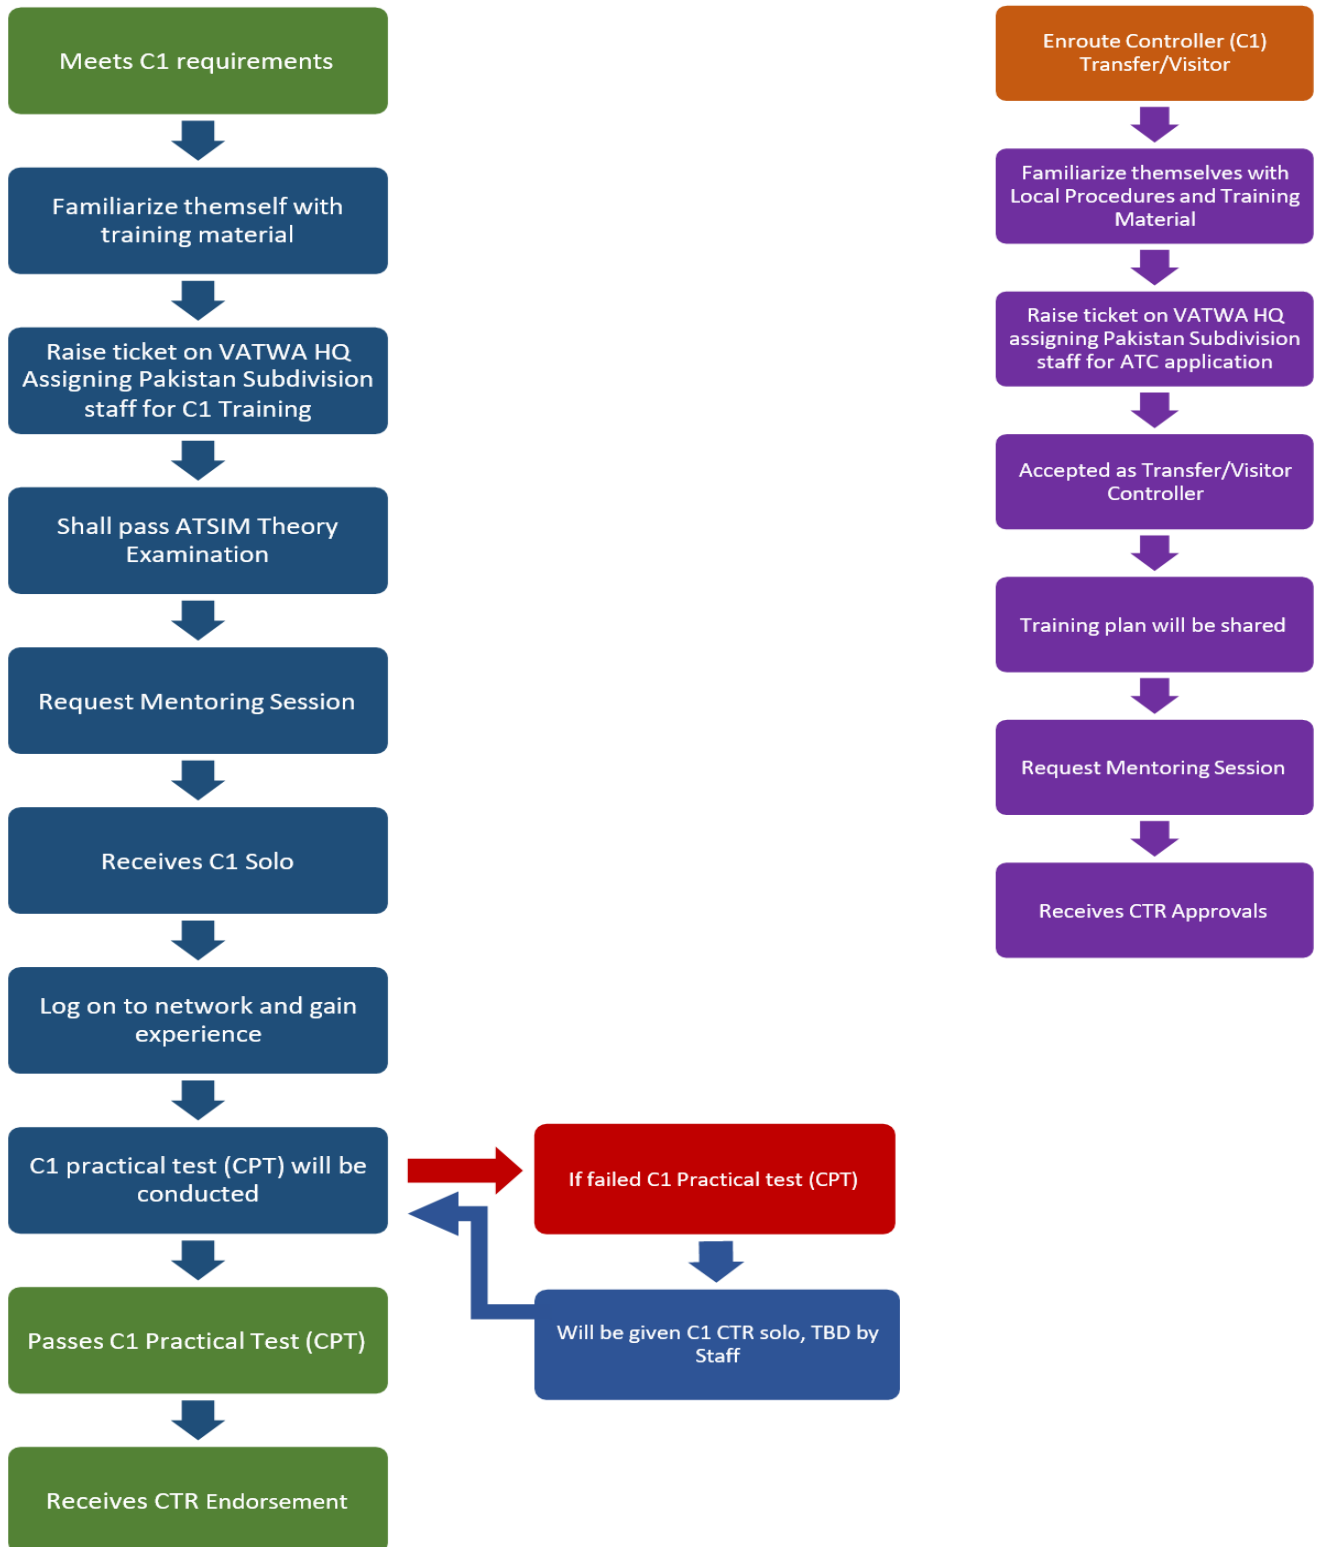 Meets C1 requirements
Familiarize themself with
training material
Raise ticket on VATWA HQ
Assigning Pakistan Subdivision
staff for C1 Training
Shall pass ATSIM Theory
Examination
Request Mentoring Session
Receives C1 Solo
Log on to network and gain
experience
C1 practical test (CPT) will be
conducted
If failed C1 Practical test (CPT)
Will be given C1 CTR solo, TBD by
Staff
Passes C1 Practical Test (CPT)
Receives CTR Endorsement
Enroute Controller (C1)
Transfer/Visitor
Familiarize themselves with
Local Procedures and Training
Material
Raise ticket on VATWA HQ
assigning Pakistan Subdivision
staff for ATC application
Accepted as Transfer/Visitor
Controller
Training plan will be shared
Request Mentoring Session
Receives CTR Approvals